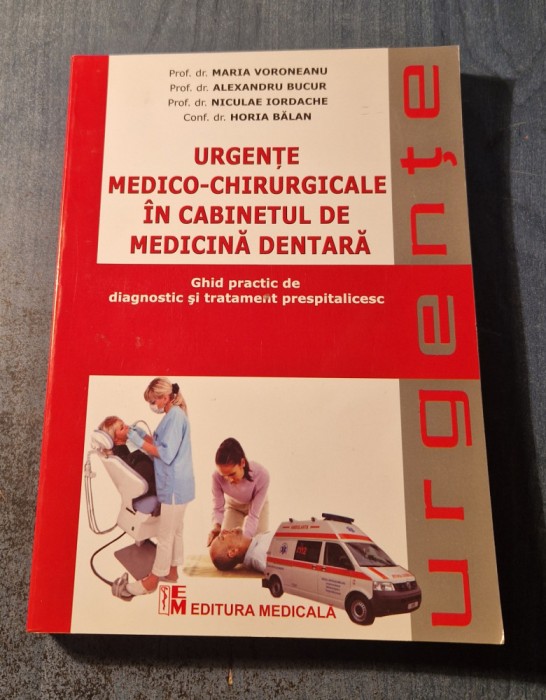 Prof. dr. MARIA VORONEANU
Prof. dr. ALEXANDRU BUCUR
Prof. dr. NICULAE IORDACHE
Conf. dr. HORIA BĂLAN
URGENȚE
MEDICO-CHIRURGICALE
ÎN CABINETUL DE
MEDICINĂ DENTARĂ
Ghid practic de
diagnostic și tratament prespitalicesc
urgențe
EM EDITURA MEDICALĂ